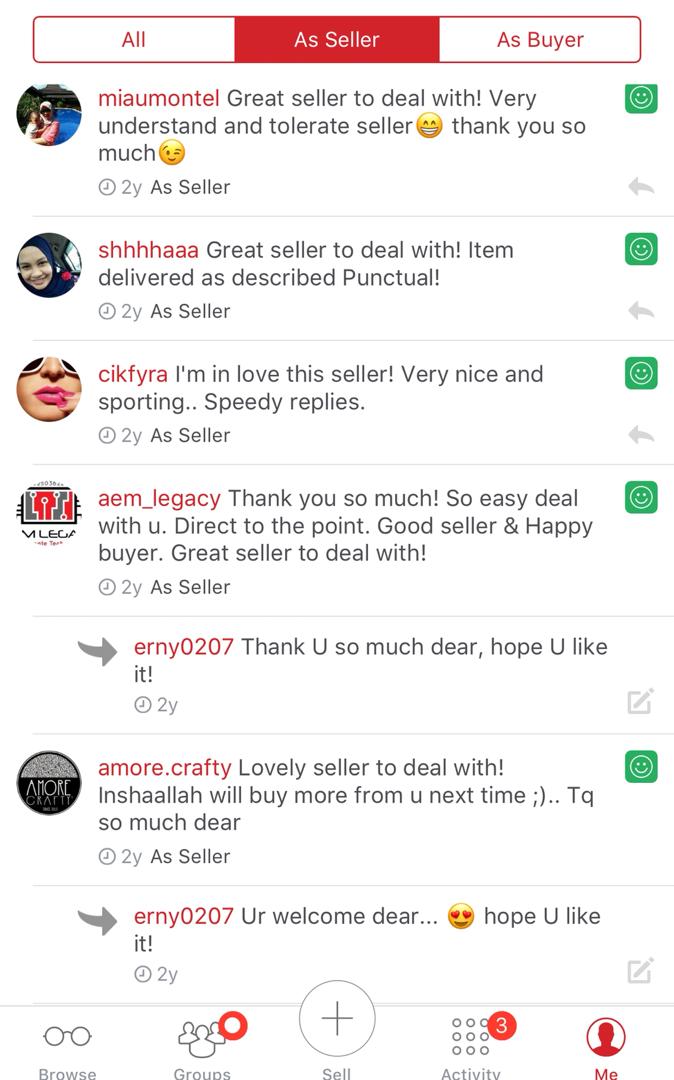 All
As Seller
As Buyer
miaumontel Great seller to deal with! Very
understand and tolerate seller😁 thank you so
much😉
2y As Seller
shhhhaaa Great seller to deal with! Item
delivered as described Punctual!
2y As Seller
cikfyra I'm in love this seller! Very nice and
sporting.. Speedy replies.
2y As Seller
aem_legacy Thank you so much! So easy deal
with u. Direct to the point. Good seller & Happy
buyer. Great seller to deal with!
2y As Seller
erny0207 Thank U so much dear, hope U like
it!
2y
AMORE
CRAFTY
amore.crafty Lovely seller to deal with!
Inshaallah will buy more from u next time ;).. Tq
so much dear
2y As Seller
erny0207 Ur welcome dear... 😍 hope U like
it!
2y
3
Browse
Groups
Sell
Activity
Me